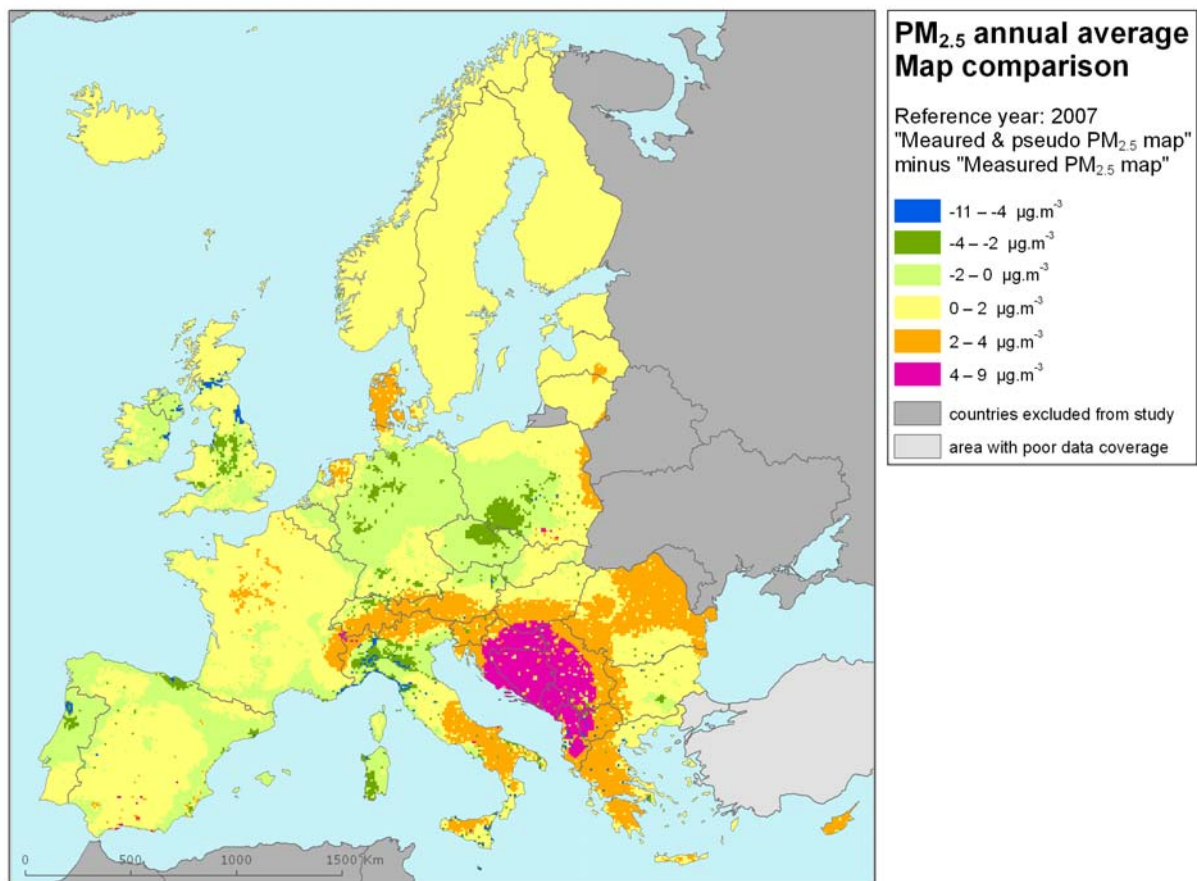 PM₂.₅ annual average
Map comparison
Reference year: 2007
"Meaured & pseudo PM₂.₅ map"
minus "Measured PM₂.₅ map"
-11 – -4 µg.m⁻³
-4 – -2 µg.m⁻³
-2 – 0 µg.m⁻³
0 – 2 µg.m⁻³
2 – 4 µg.m⁻³
4 – 9 µg.m⁻³
countries excluded from study
area with poor data coverage
0 500 1000 1500 Km